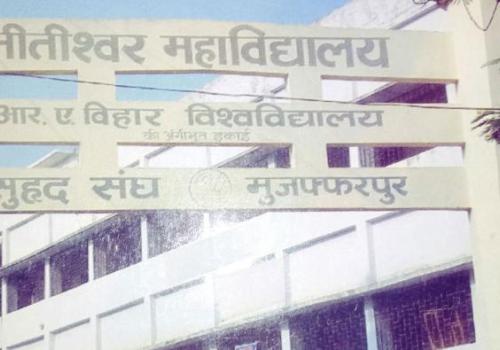 नीतीश्वर महाविद्यालय
आर. ए. विहार विश्वविद्यालय
की अंगीभूत इकाई
सुहृद संघ मुजफ्फरपुर